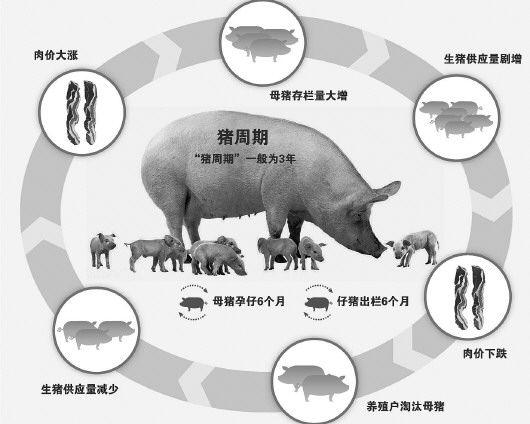 肉价大涨
母猪存栏量大增
生猪供应量剧增
猪周期
“猪周期”一般为3年
母猪孕仔6个月
仔猪出栏6个月
肉价下跌
生猪供应量减少
养殖户淘汰母猪